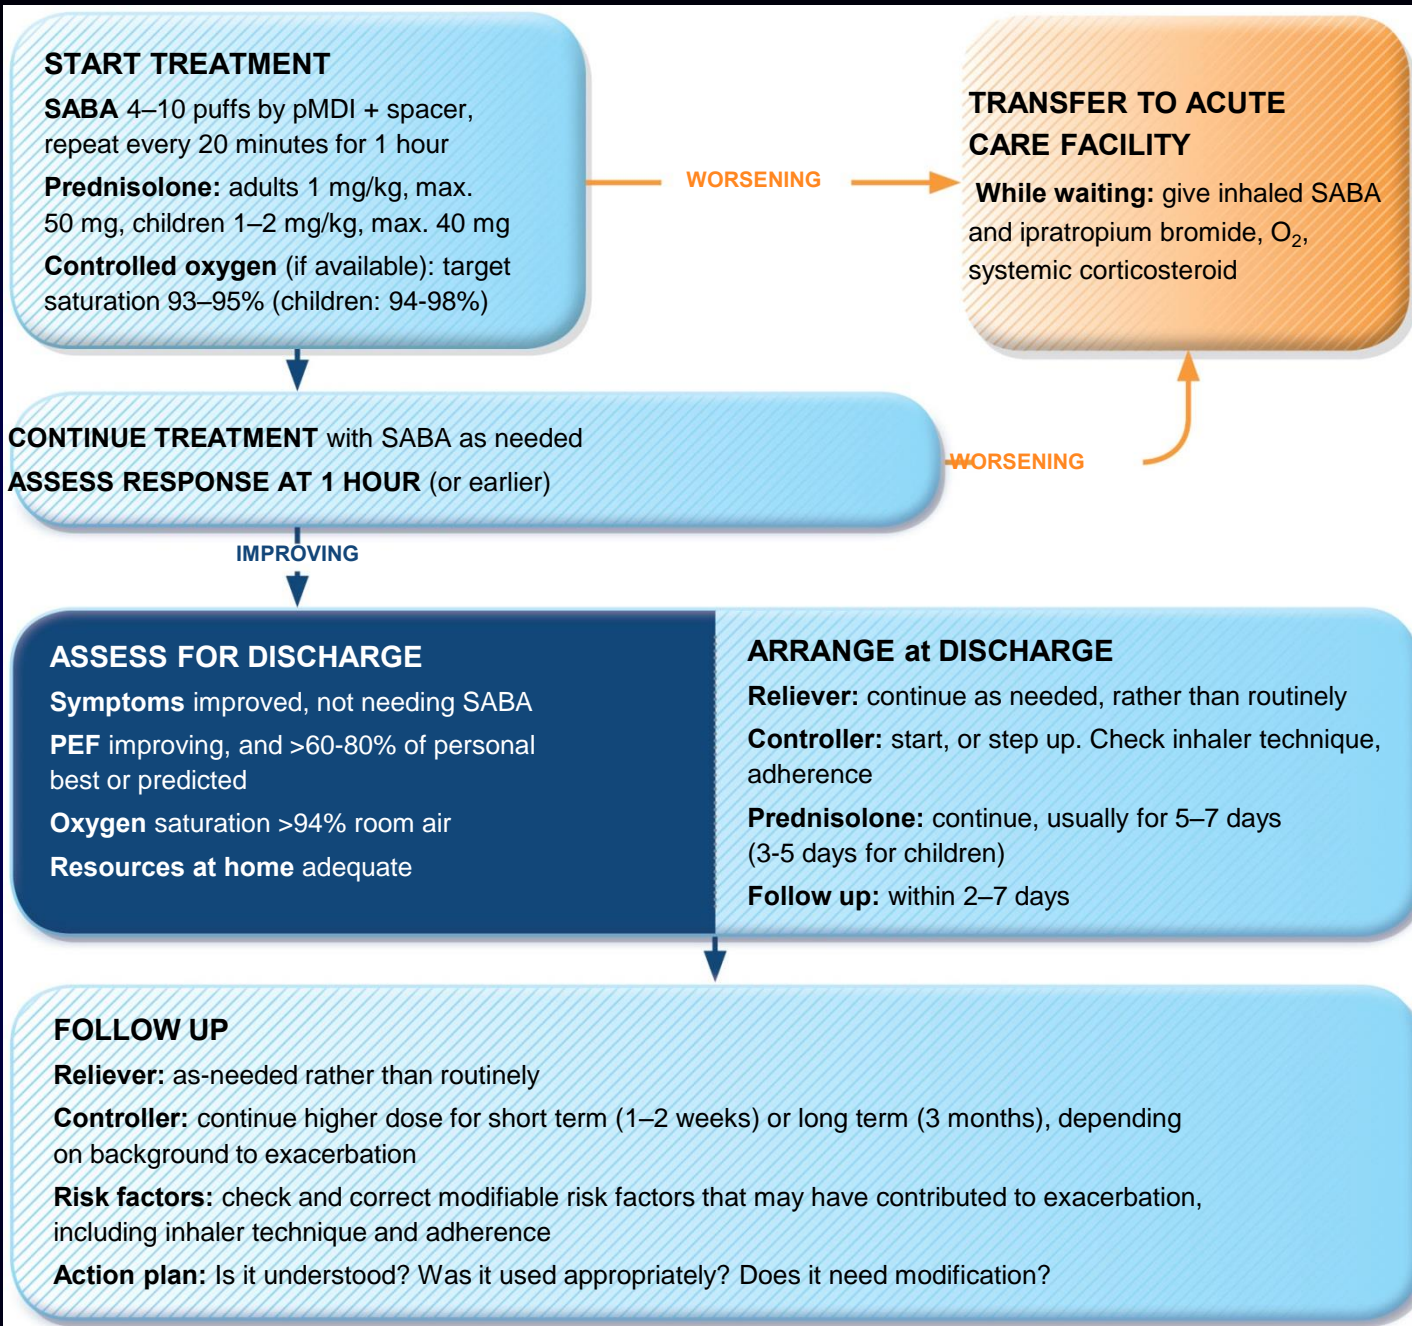 START TREATMENT
SABA 4–10 puffs by pMDI + spacer,
repeat every 20 minutes for 1 hour
Prednisolone: adults 1 mg/kg, max.
50 mg, children 1–2 mg/kg, max. 40 mg
Controlled oxygen (if available): target
saturation 93–95% (children: 94-98%)
WORSENING
TRANSFER TO ACUTE
CARE FACILITY
While waiting: give inhaled SABA
and ipratropium bromide, O₂,
systemic corticosteroid
CONTINUE TREATMENT with SABA as needed
ASSESS RESPONSE AT 1 HOUR (or earlier)
WORSENING
IMPROVING
ASSESS FOR DISCHARGE
Symptoms improved, not needing SABA
PEF improving, and >60-80% of personal
best or predicted
Oxygen saturation >94% room air
Resources at home adequate
ARRANGE at DISCHARGE
Reliever: continue as needed, rather than routinely
Controller: start, or step up. Check inhaler technique,
adherence
Prednisolone: continue, usually for 5–7 days
(3-5 days for children)
Follow up: within 2–7 days
FOLLOW UP
Reliever: as-needed rather than routinely
Controller: continue higher dose for short term (1–2 weeks) or long term (3 months), depending
on background to exacerbation
Risk factors: check and correct modifiable risk factors that may have contributed to exacerbation,
including inhaler technique and adherence
Action plan: Is it understood? Was it used appropriately? Does it need modification?